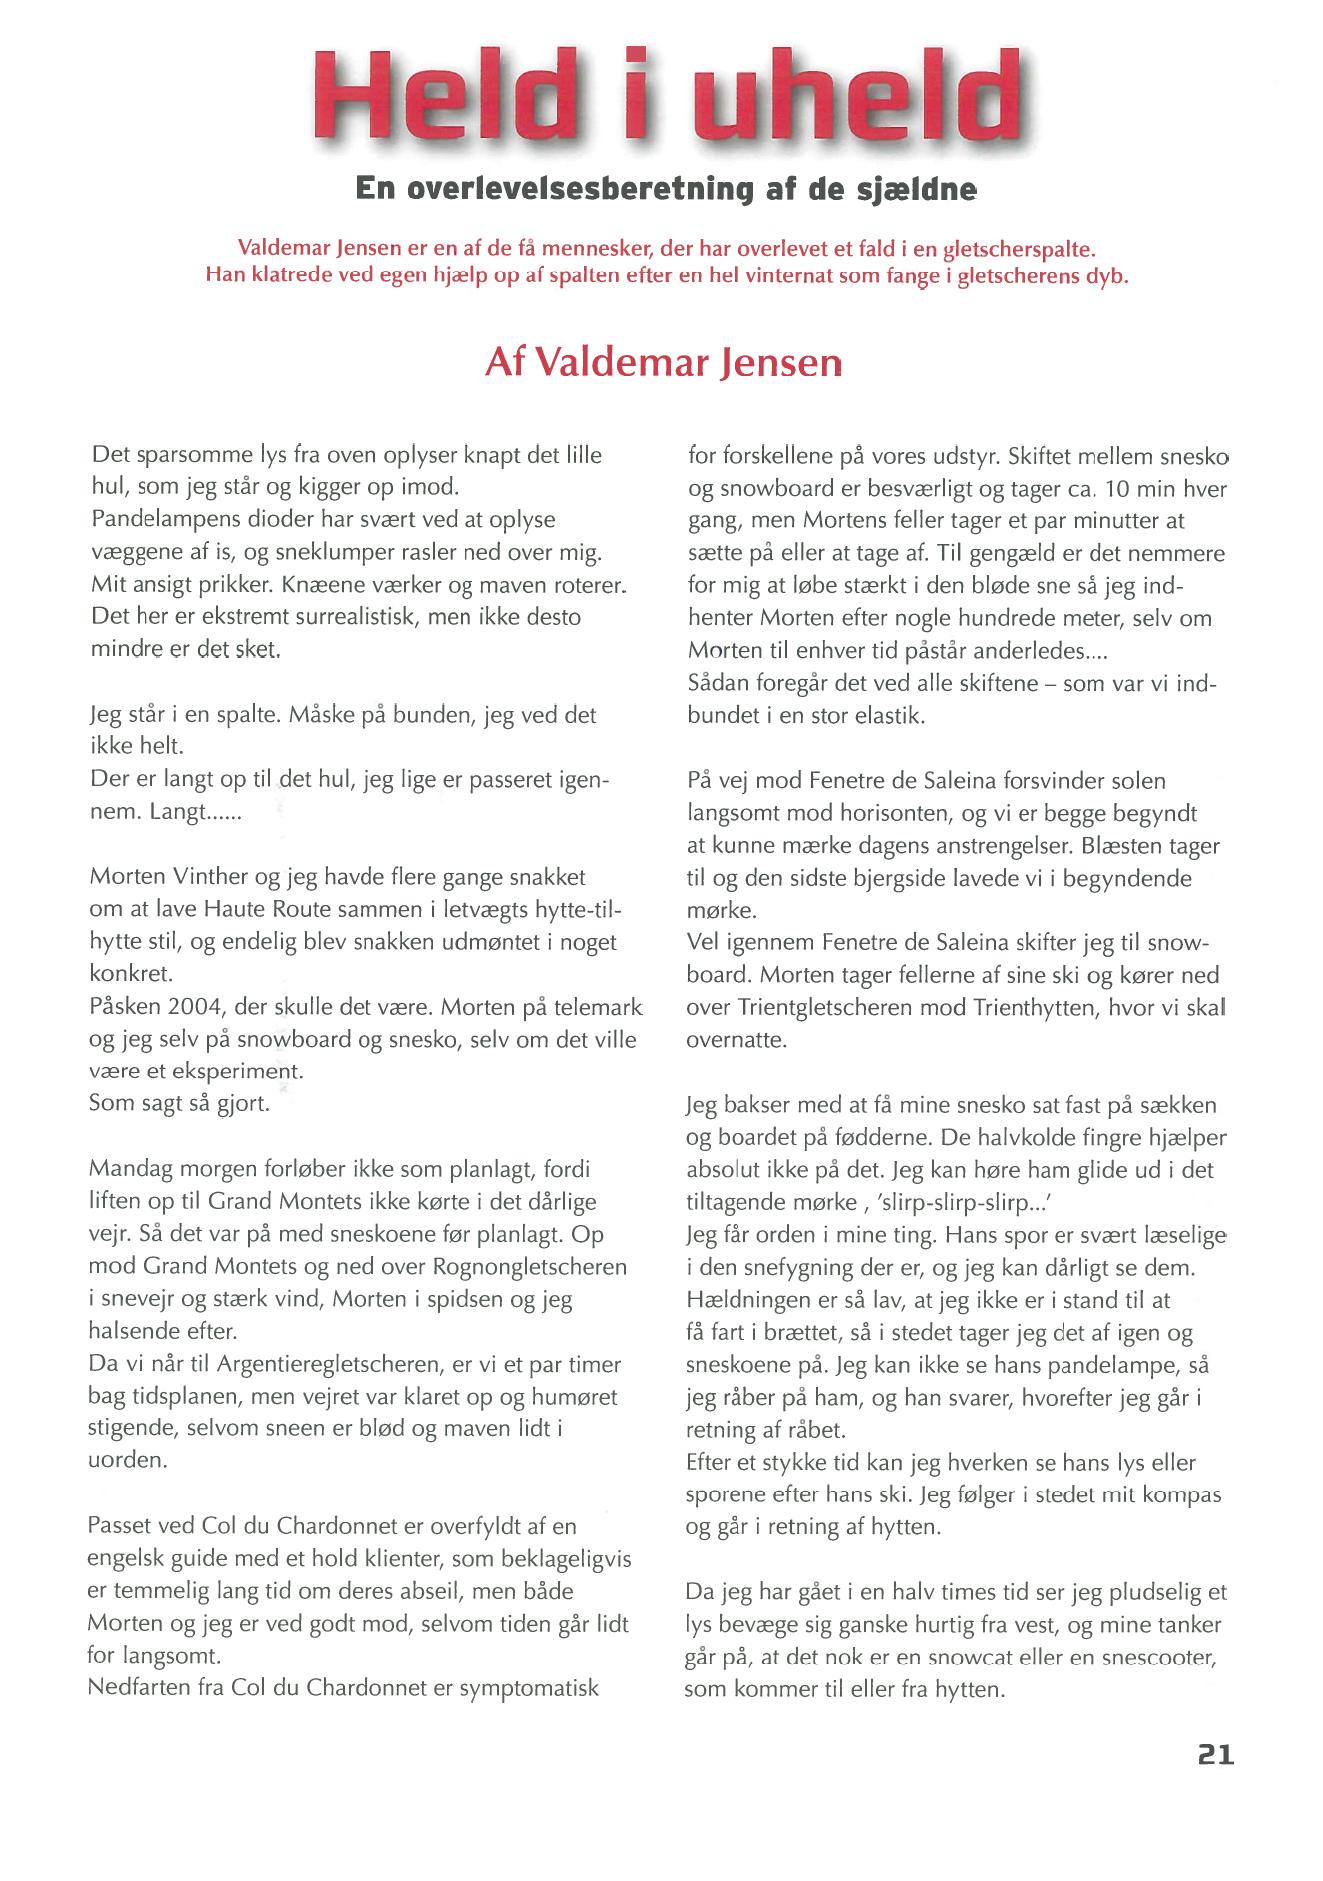 Held i uheld
En overlevelsesberetning af de sjældne
Valdemar Jensen er en af de få mennesker, der har overlevet et fald i en gletscherspalte.
Han klatrede ved egen hjælp op af spalten efter en hel vinternat som fange i gletscherens dyb.
Af Valdemar Jensen
Det sparsomme lys fra oven oplyser knapt det lille
hul, som jeg står og kigger op imod.
Pandelampens dioder har svært ved at oplyse
væggene af is, og sneklumper rasler ned over mig.
Mit ansigt prikker. Knæene værker og maven roterer.
Det her er ekstremt surrealistisk, men ikke desto
mindre er det sket.
Jeg står i en spalte. Måske på bunden, jeg ved det
ikke helt.
Der er langt op til det hul, jeg lige er passeret igen-
nem. Langt......
Morten Vinther og jeg havde flere gange snakket
om at lave Haute Route sammen i letvægts hytte-til-
hytte stil, og endelig blev snakken udmøntet i noget
konkret.
Påsken 2004, der skulle det være. Morten på telemark
og jeg selv på snowboard og snesko, selv om det ville
være et eksperiment.
Som sagt så gjort.
Mandag morgen forløber ikke som planlagt, fordi
liften op til Grand Montets ikke kørte i det dårlige
vejr. Så det var på med sneskoene før planlagt. Op
mod Grand Montets og ned over Rognongletscheren
i snevejr og stærk vind, Morten i spidsen og jeg
halsende efter.
Da vi når til Argentieregletscheren, er vi et par timer
bag tidsplanen, men vejret var klaret op og humøret
stigende, selvom sneen er blød og maven lidt i
uorden.
Passet ved Col du Chardonnet er overfyldt af en
engelsk guide med et hold klienter, som beklageligvis
er temmelig lang tid om deres abseil, men både
Morten og jeg er ved godt mod, selvom tiden går lidt
for langsomt.
Nedfarten fra Col du Chardonnet er symptomatisk
for forskellene på vores udstyr. Skiftet mellem snesko
og snowboard er besværligt og tager ca. 10 min hver
gang, men Mortens feller tager et par minutter at
sætte på eller at tage af. Til gengæld er det nemmere
for mig at løbe stærkt i den bløde sne så jeg ind-
henter Morten efter nogle hundrede meter, selv om
Morten til enhver tid påstår anderledes....
Sådan foregår det ved alle skiftene – som var vi ind-
bundet i en stor elastik.
På vej mod Fenetre de Saleina forsvinder solen
langsomt mod horisonten, og vi er begge begyndt
at kunne mærke dagens anstrengelser. Blæsten tager
til og den sidste bjergside lavede vi i begyndende
mørke.
Vel igennem Fenetre de Saleina skifter jeg til snow-
board. Morten tager fellerne af sine ski og kører ned
over Trientgletscheren mod Trienthytten, hvor vi skal
overnatte.
Jeg bakser med at få mine snesko sat fast på sækken
og boardet på fødderne. De halvkolde fingre hjælper
absolut ikke på det. Jeg kan høre ham glide ud i det
tiltagende mørke , ’slirp-slirp-slirp...’
Jeg får orden i mine ting. Hans spor er svært læselige
i den snefygning der er, og jeg kan dårligt se dem.
Hældningen er så lav, at jeg ikke er i stand til at
få fart i brættet, så i stedet tager jeg det af igen og
sneskoene på. Jeg kan ikke se hans pandelampe, så
jeg råber på ham, og han svarer, hvorefter jeg går i
retning af råbet.
Efter et stykke tid kan jeg hverken se hans lys eller
sporene efter hans ski. Jeg følger i stedet mit kompas
og går i retning af hytten.
Da jeg har gået i en halv times tid ser jeg pludselig et
lys bevæge sig ganske hurtig fra vest, og mine tanker
går på, at det nok er en snowcat eller en snescooter,
som kommer til eller fra hytten.
21